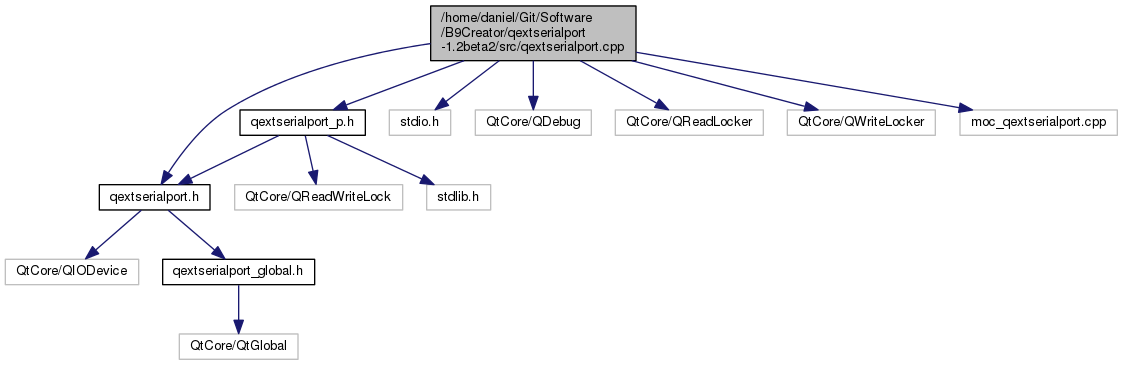 /home/daniel/Git/Software
/B9Creator/qextserialport
-1.2beta2/src/qextserialport.cpp
qextserialport_p.h
stdio.h
QtCore/QDebug
QtCore/QReadLocker
QtCore/QWriteLocker
moc_qextserialport.cpp
qextserialport.h
QtCore/QReadWriteLock
stdlib.h
QtCore/QIODevice
qextserialport_global.h
QtCore/QtGlobal